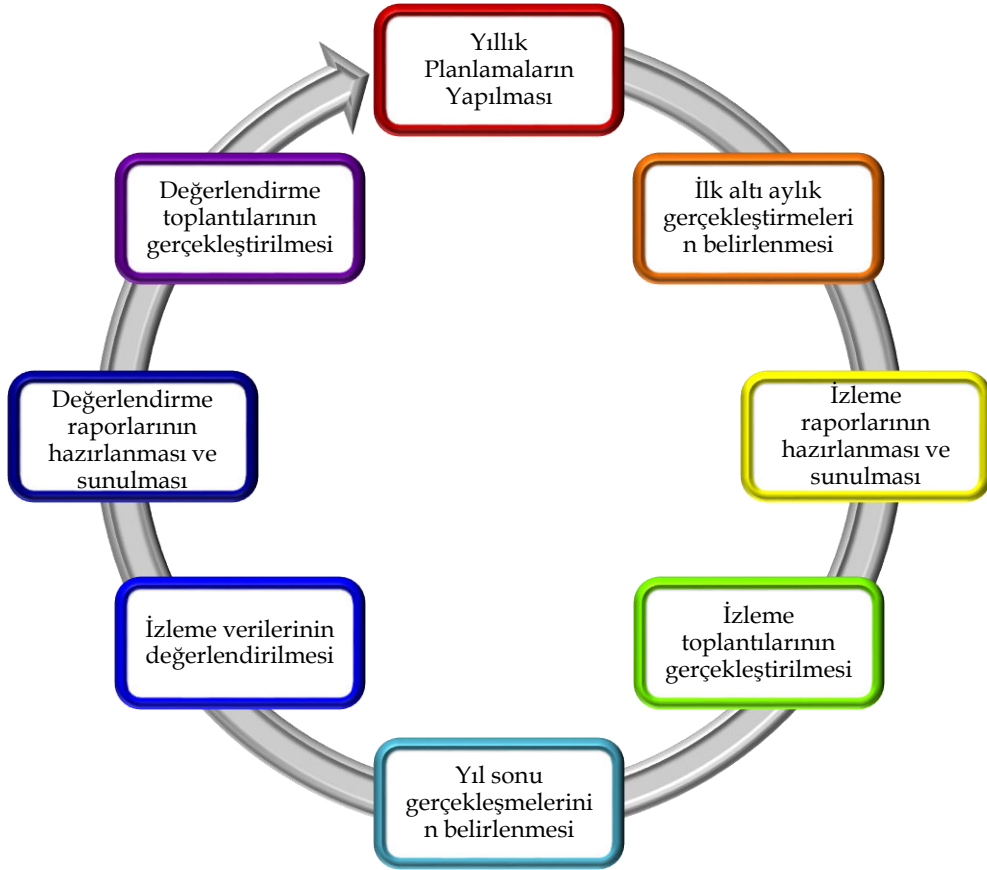 Yıllık
Planlamaların
Yapılması
İlk altı aylık
gerçekleştirmeleri
n belirlenmesi
İzleme
raporlarının
hazırlanması ve
sunulması
İzleme
toplantılarının
gerçekleştirilmesi
Yıl sonu
gerçekleşmelerini
n belirlenmesi
İzleme verilerinin
değerlendirilmesi
Değerlendirme
raporlarının
hazırlanması ve
sunulması
Değerlendirme
toplantılarının
gerçekleştirilmesi